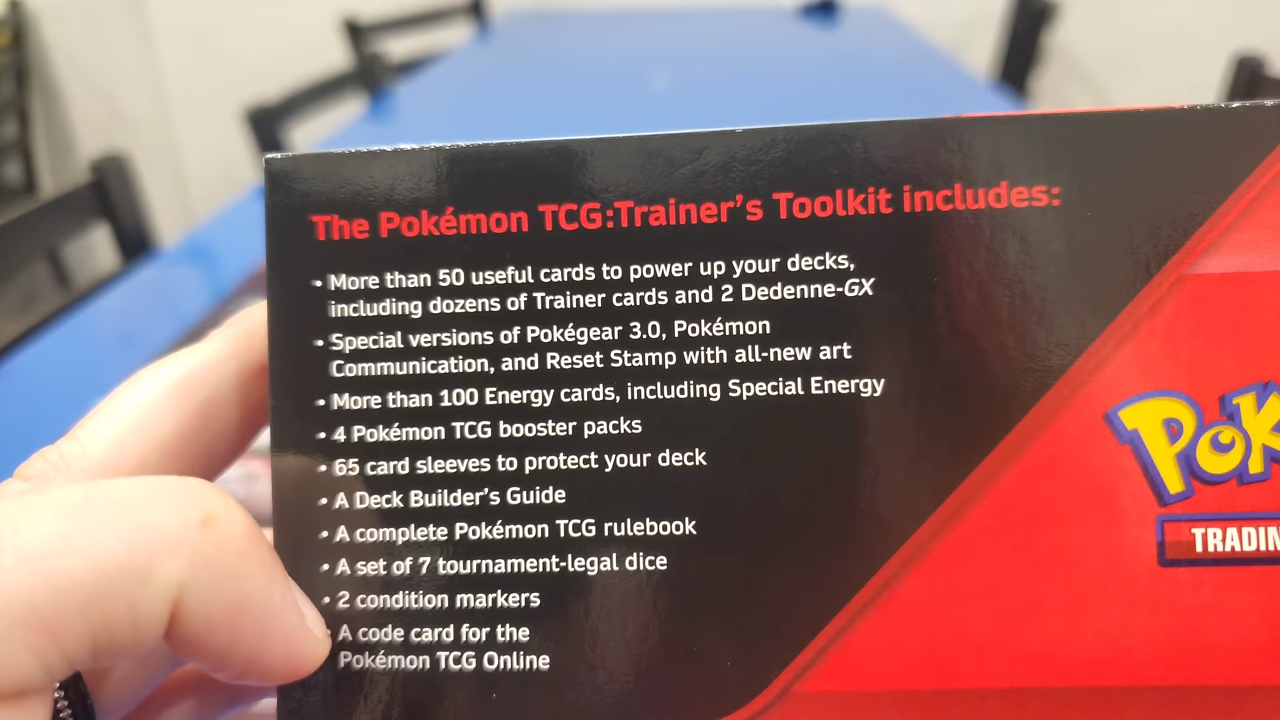 The Pokémon TCG:Trainer's Toolkit includes:
• More than 50 useful cards to power up your decks,
including dozens of Trainer cards and 2 Dedenne-GX
• Special versions of Pokégear 3.0, Pokémon
Communication, and Reset Stamp with all-new art
• More than 100 Energy cards, including Special Energy
• 4 Pokémon TCG booster packs
• 65 card sleeves to protect your deck
• A Deck Builder's Guide
• A complete Pokémon TCG rulebook
• A set of 7 tournament-legal dice
• 2 condition markers
A code card for the
Pokémon TCG Online
POK
TRADIN